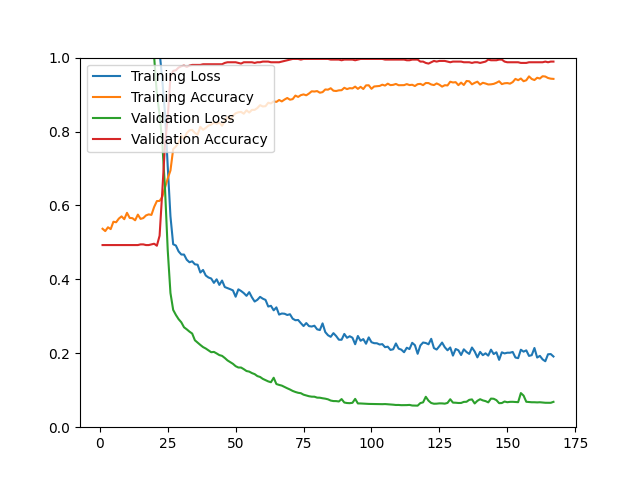 1.0
0.8
0.6
0.4
0.2
0.0
Training Loss
Training Accuracy
Validation Loss
Validation Accuracy
0 25 50 75 100 125 150 175